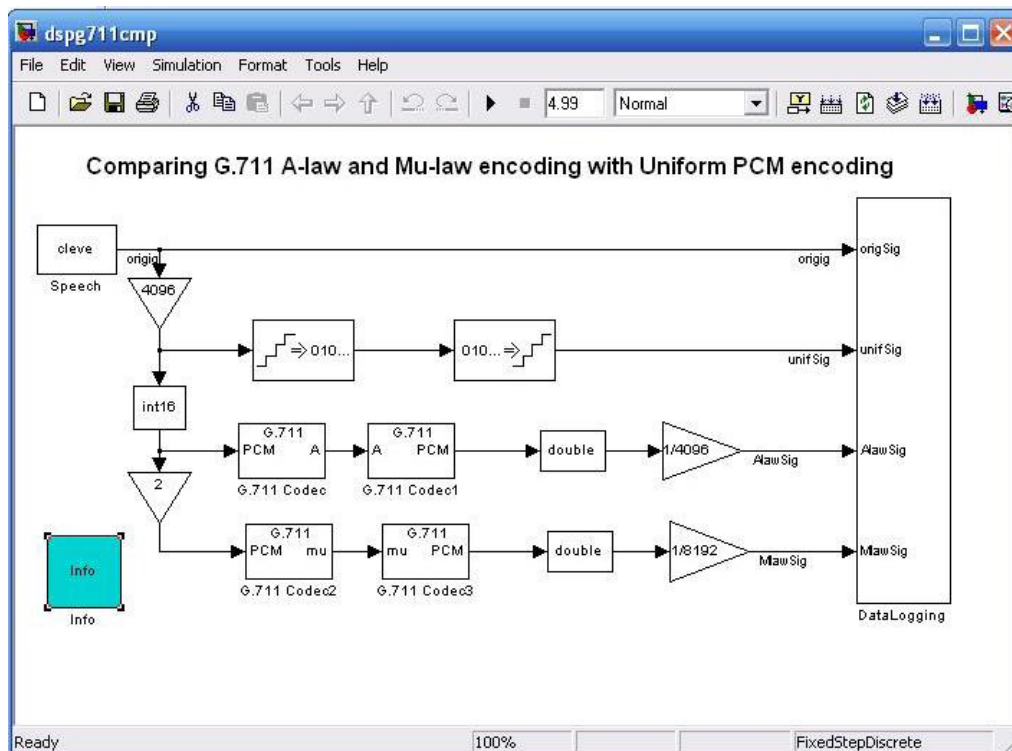 dspg711cmp
File Edit View Simulation Format Tools Help
4.99 Normal
Comparing G.711 A-law and Mu-law encoding with Uniform PCM encoding
cleve
Speech
origig
origig
origSig
4096
010...
010...
unifSig
unifSig
int16
G.711
PCM A
G.711 Codec
G.711
A PCM
G.711 Codec1
double
1/4096
AlawSig
AlawSig
2
G.711
PCM mu
G.711 Codec2
G.711
mu PCM
G.711 Codec3
double
1/8192
MlawSig
MlawSig
DataLogging
Info
Info
Ready 100% FixedStepDiscrete